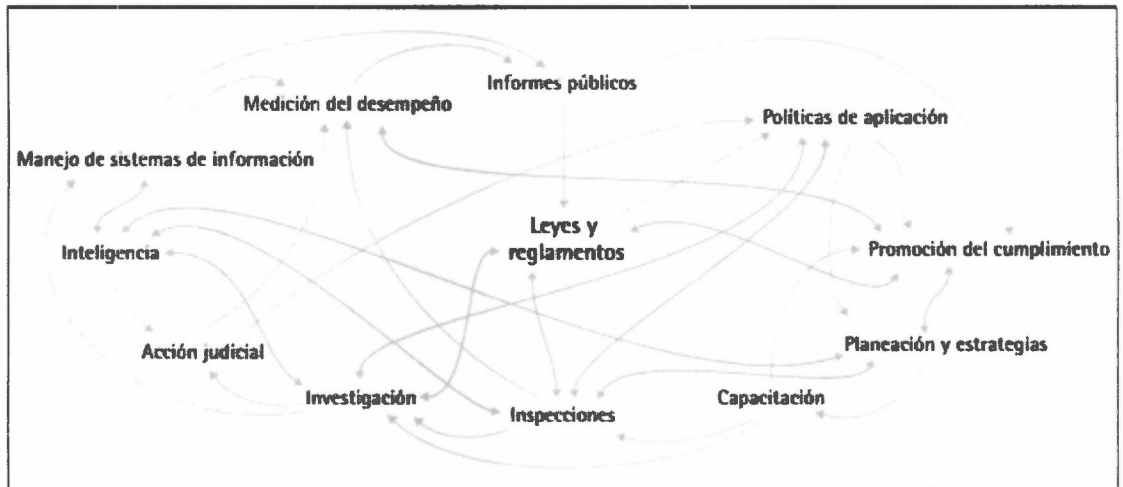 Informes públicos
Medición del desempeño
Políticas de aplicación
Manejo de sistemas de información
Leyes y
reglamentos
Inteligencia
Promoción del cumplimiento
Acción judicial
Planeación y estrategias
Investigación
Inspecciones
Capacitación